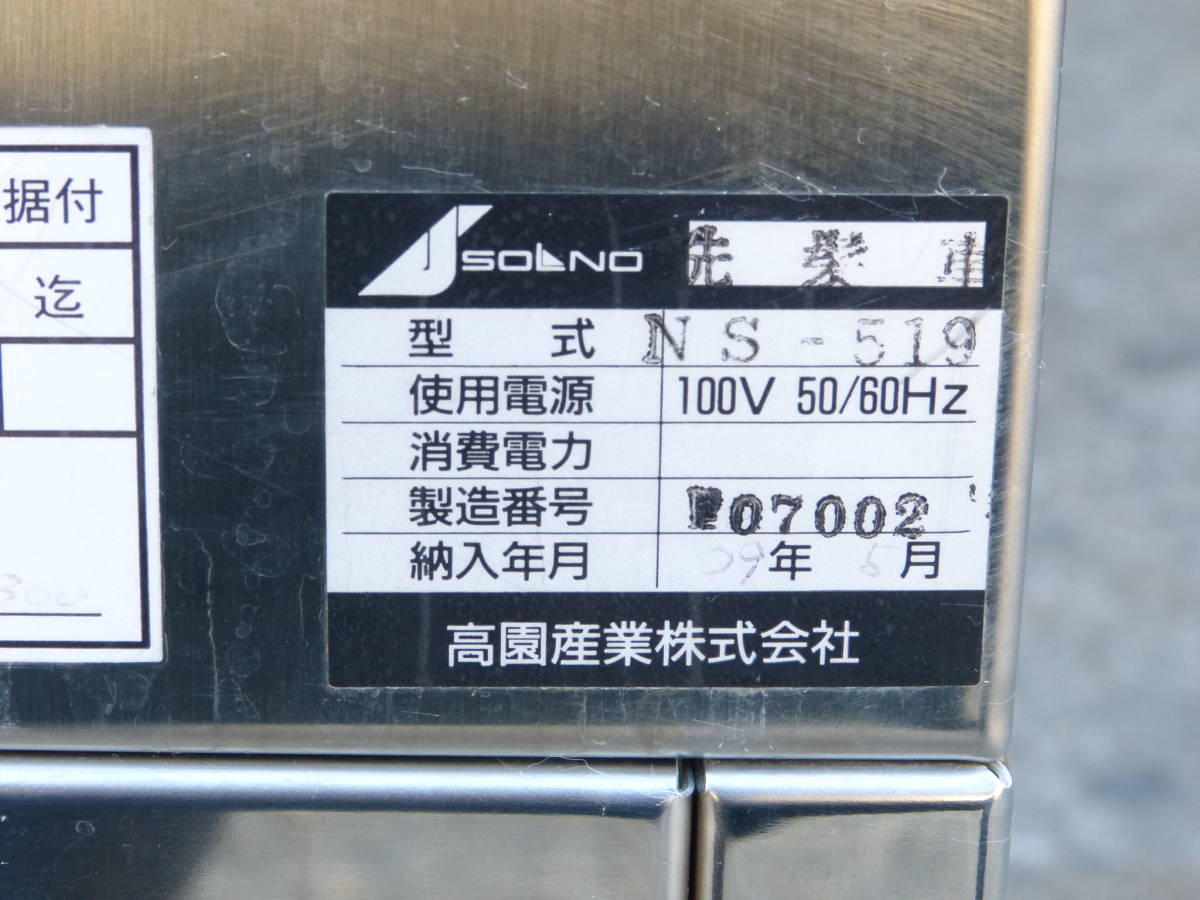 据付
迄
300
SOLNO 洗髪車
型 式 NS-519
使用電源 100V 50/60Hz
消費電力
製造番号 F07002
納入年月 09年 5月
高園産業株式会社